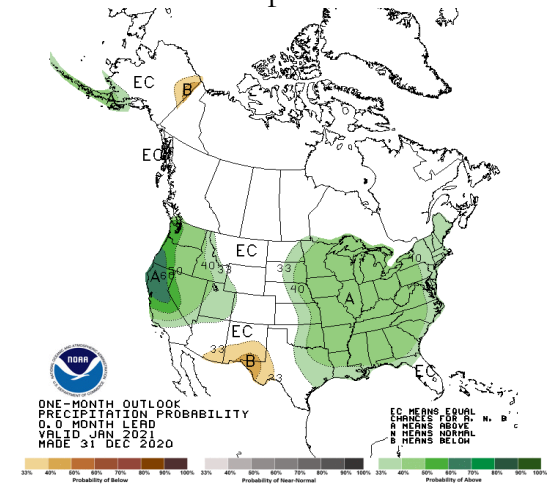 EC
B
A
EC
EC
A
60
40
40
33
33
40
40
A
EC
33
B
33
EC
NOAA
ONE-MONTH OUTLOOK
PRECIPITATION PROBABILITY
0.0 MONTH LEAD
VALID JAN 2021
MADE 31 DEC 2020
EC MEANS EQUAL
CHANCES FOR A, N, B
A MEANS ABOVE
N MEANS NORMAL
B MEANS BELOW
33% 40% 50% 60% 70% 80% 90% 100%
Probability of Below
33% 40% 50% 60% 70% 80% 90% 100%
Probability of Near-Normal
33% 40% 50% 60% 70% 80% 90% 100%
Probability of Above